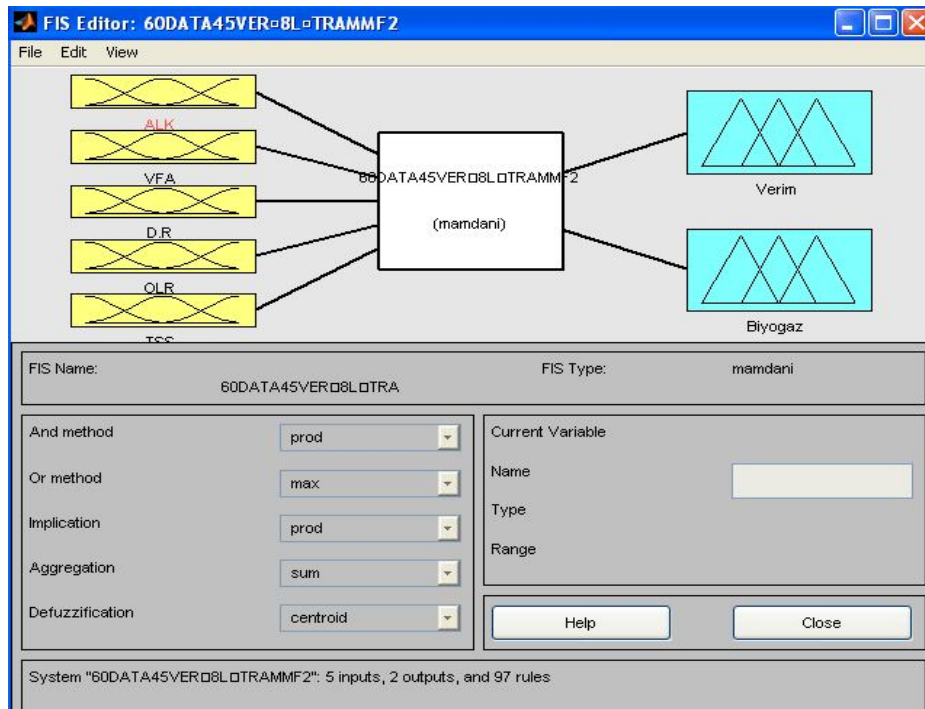 FIS Editor: 60DATA45VER¤8L¤TRAMMF2
File Edit View
ALK
VFA
D.R
OLR
TSS
60DATA45VER□8L□TRAMMF2
(mamdani)
Verim
Biyogaz
FIS Name:
60DATA45VER□8L□TRA
FIS Type:
mamdani
And method
prod
Or method
max
Implication
prod
Aggregation
sum
Defuzzification
centroid
Current Variable
Name
Type
Range
Help
Close
System "60DATA45VER□8L□TRAMMF2": 5 inputs, 2 outputs, and 97 rules